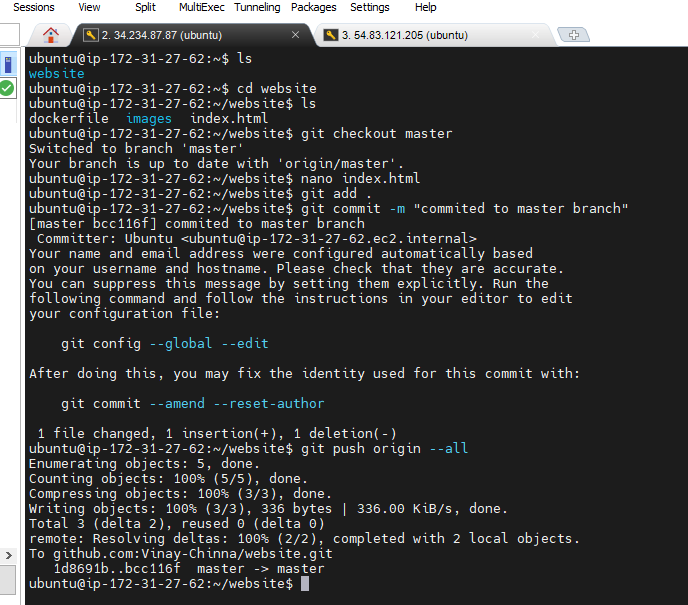 Sessions View Split MultiExec Tunneling Packages Settings Help
2. 34.234.87.87 (ubuntu) 3. 54.83.121.205 (ubuntu)
ubuntu@ip-172-31-27-62:~$ ls
website
ubuntu@ip-172-31-27-62:~$ cd website
ubuntu@ip-172-31-27-62:~/website$ ls
dockerfile  images  index.html
ubuntu@ip-172-31-27-62:~/website$ git checkout master
Switched to branch 'master'
Your branch is up to date with 'origin/master'.
ubuntu@ip-172-31-27-62:~/website$ nano index.html
ubuntu@ip-172-31-27-62:~/website$ git add .
ubuntu@ip-172-31-27-62:~/website$ git commit -m "commited to master branch"
[master bcc116f] commited to master branch
 Committer: Ubuntu <ubuntu@ip-172-31-27-62.ec2.internal>
Your name and email address were configured automatically based
on your username and hostname. Please check that they are accurate.
You can suppress this message by setting them explicitly. Run the
following command and follow the instructions in your editor to edit
your configuration file:
    git config --global --edit
After doing this, you may fix the identity used for this commit with:
    git commit --amend --reset-author
 1 file changed, 1 insertion(+), 1 deletion(-)
ubuntu@ip-172-31-27-62:~/website$ git push origin --all
Enumerating objects: 5, done.
Counting objects: 100% (5/5), done.
Compressing objects: 100% (3/3), done.
Writing objects: 100% (3/3), 336 bytes | 336.00 KiB/s, done.
Total 3 (delta 2), reused 0 (delta 0)
remote: Resolving deltas: 100% (2/2), completed with 2 local objects.
To github.com:Vinay-Chinna/website.git
   1d8691b..bcc116f  master -> master
ubuntu@ip-172-31-27-62:~/website$